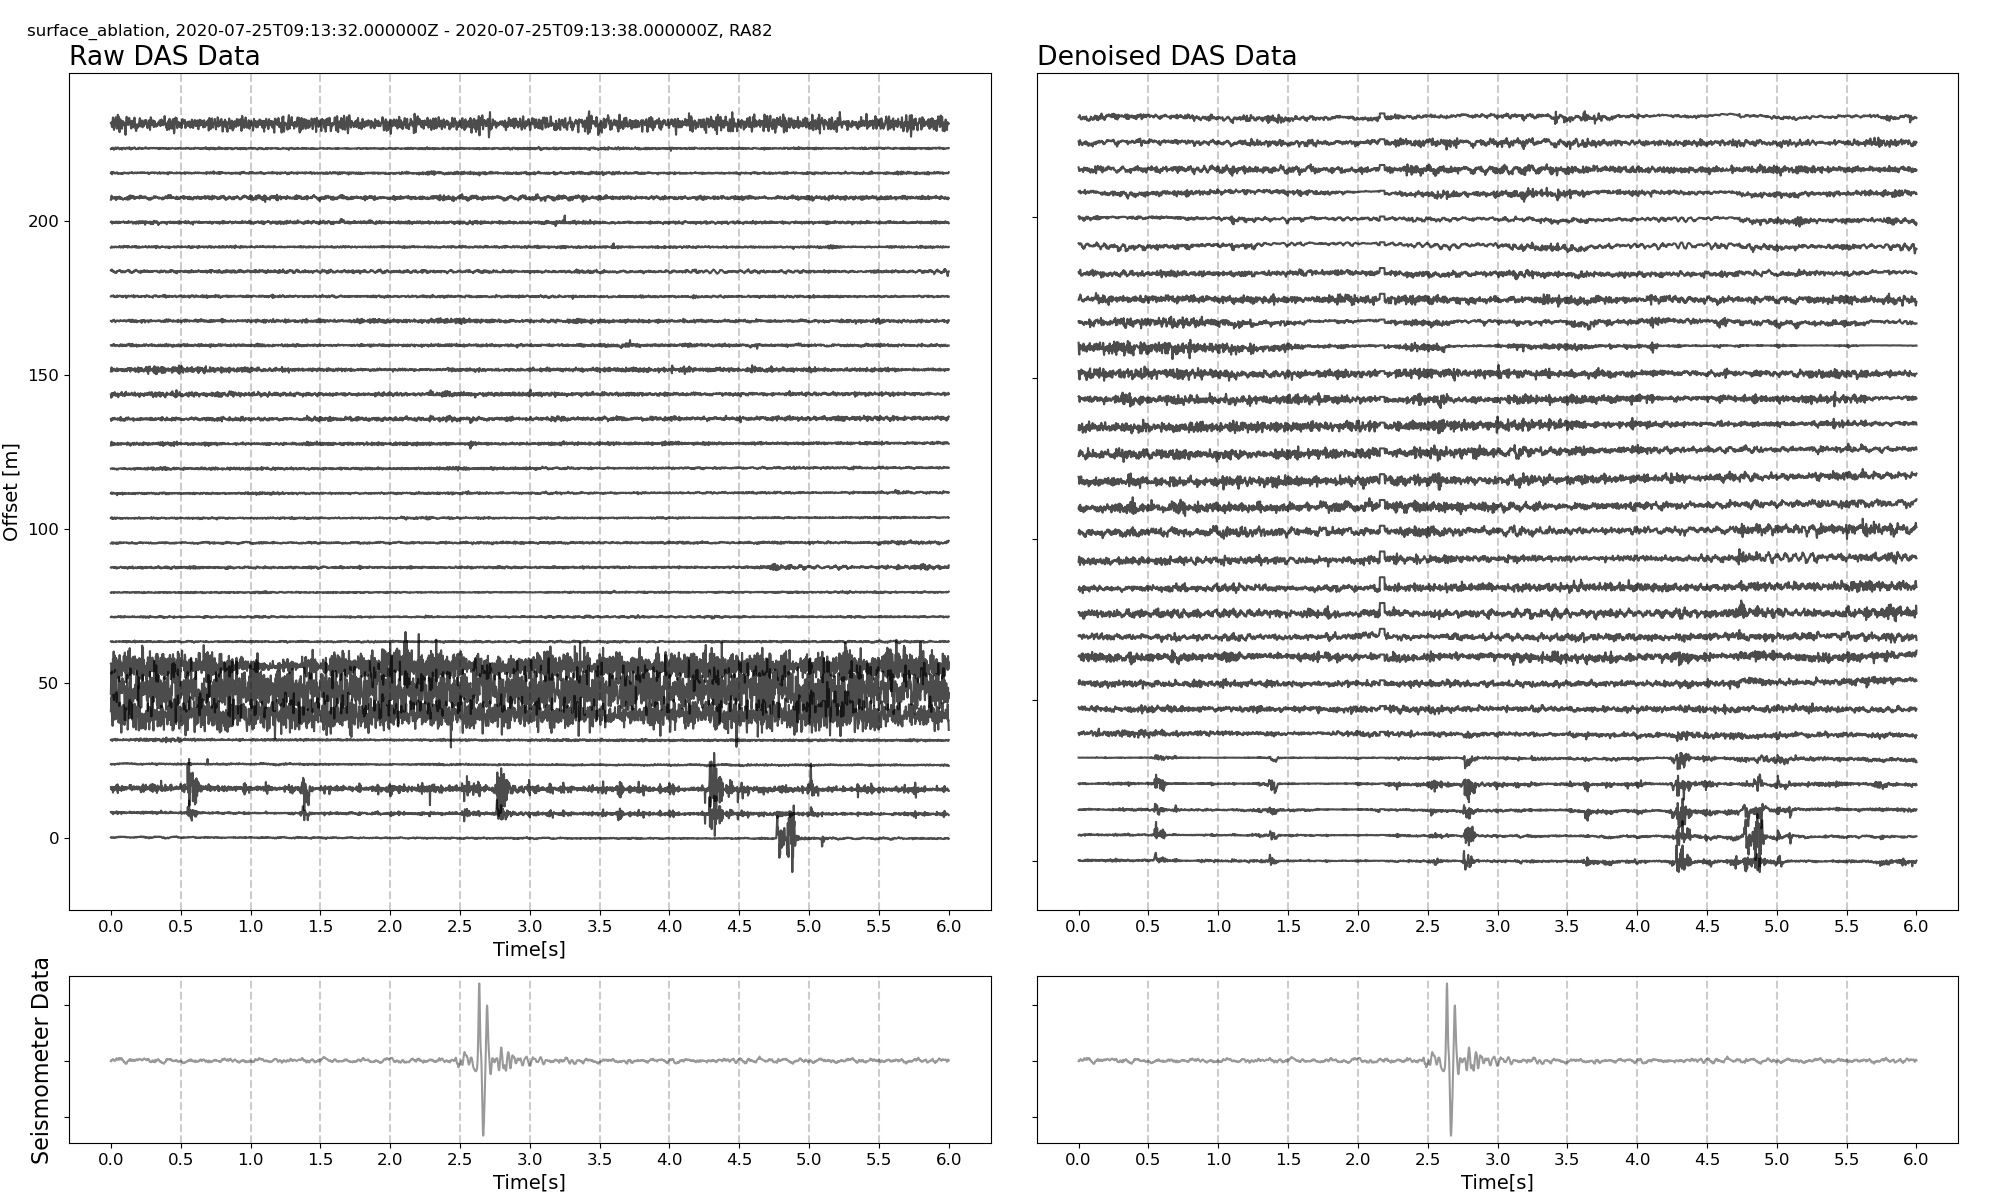 surface_ablation, 2020-07-25T09:13:32.000000Z - 2020-07-25T09:13:38.000000Z, RA82
Raw DAS Data
Denoised DAS Data
Offset [m]
200
150
100
50
0
0.0 0.5 1.0 1.5 2.0 2.5 3.0 3.5 4.0 4.5 5.0 5.5 6.0
Time[s]
0.0 0.5 1.0 1.5 2.0 2.5 3.0 3.5 4.0 4.5 5.0 5.5 6.0
Seismometer Data
0.0 0.5 1.0 1.5 2.0 2.5 3.0 3.5 4.0 4.5 5.0 5.5 6.0
Time[s]
0.0 0.5 1.0 1.5 2.0 2.5 3.0 3.5 4.0 4.5 5.0 5.5 6.0
Time[s]